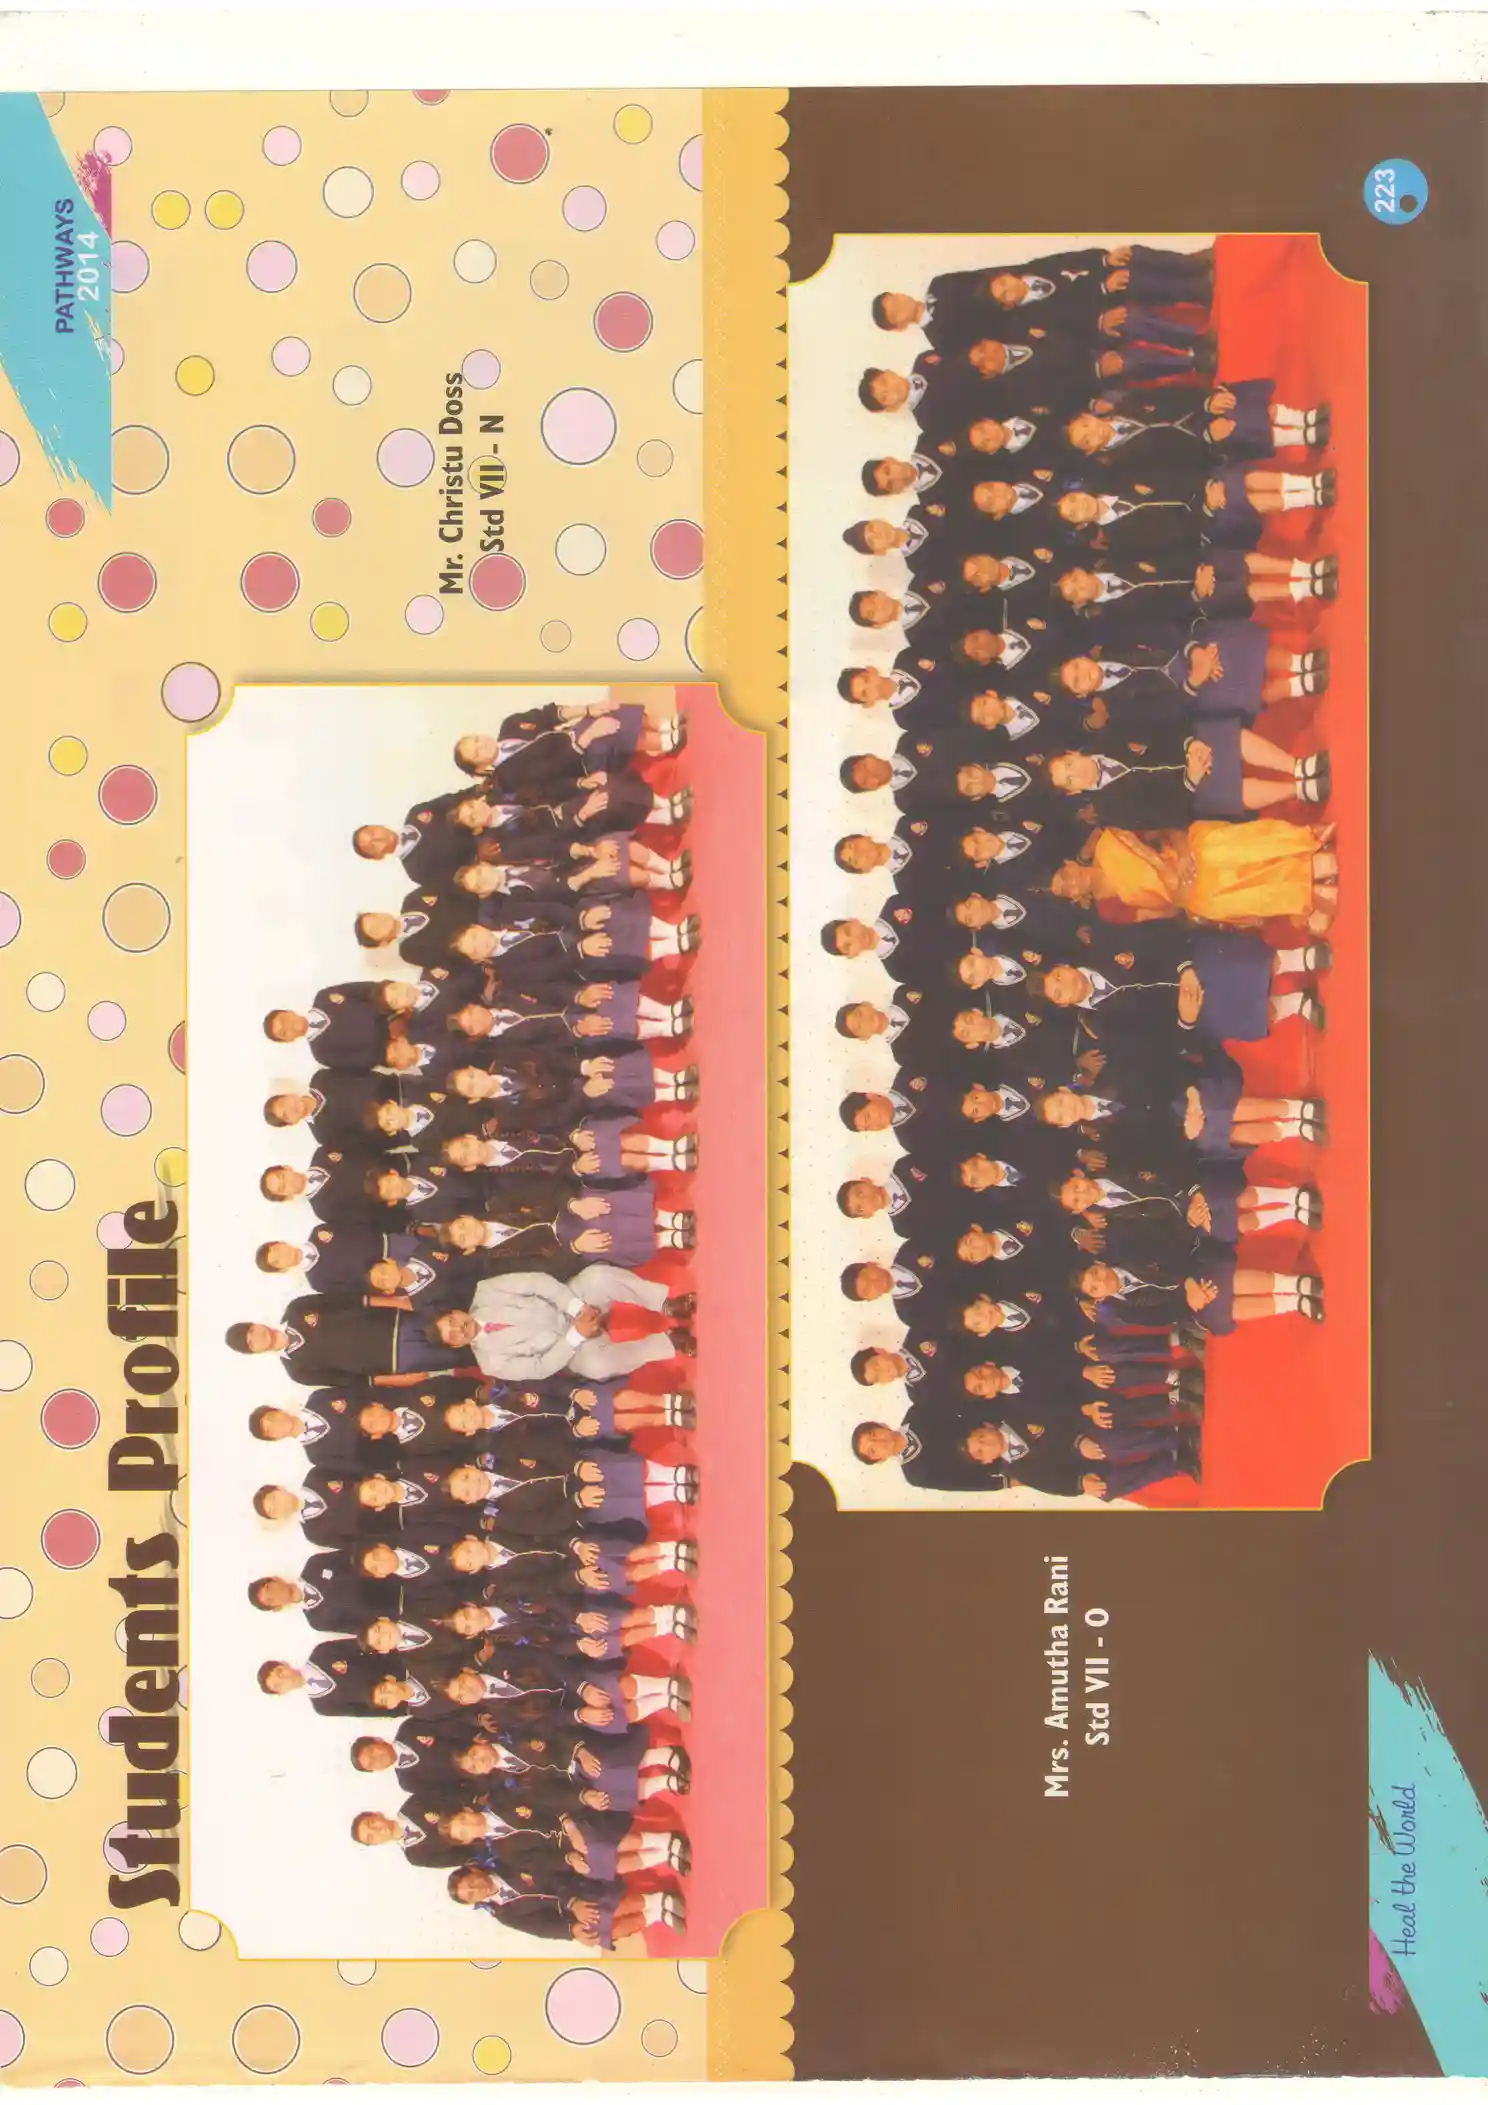 PATHWAYS
2014
Students Profile
Mr. Christu Doss
Std VII - N
Mrs. Amutha Rani
Std VII - O
Heal the World
223